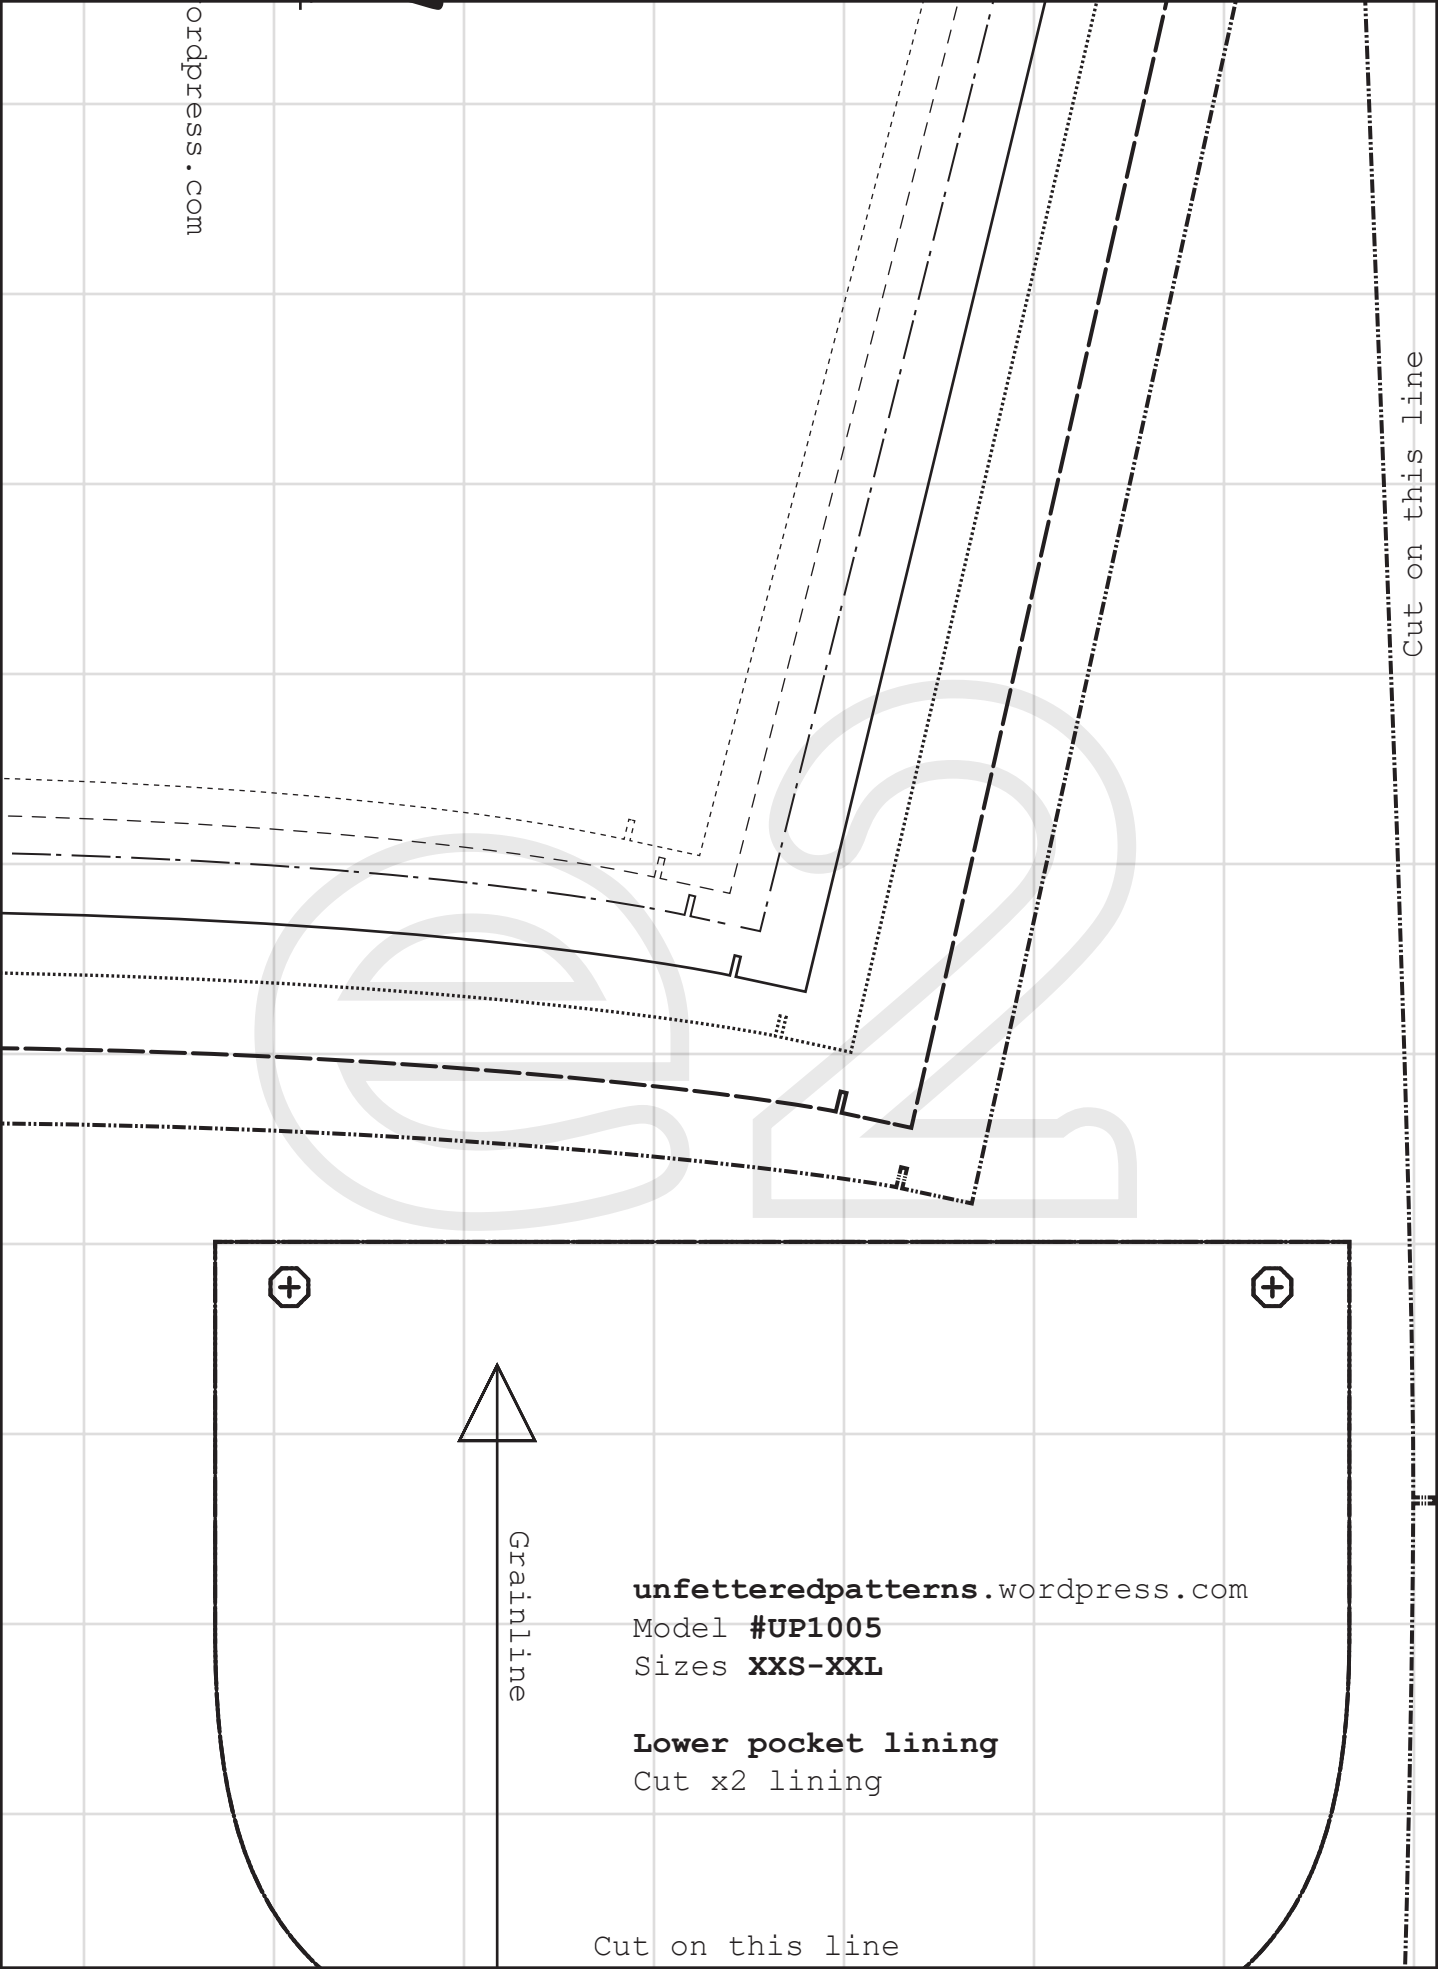 ordpress.com
Cut on this line
e2
Grainline
unfetteredpatterns.wordpress.com
Model #UP1005
Sizes XXS-XXL
Lower pocket lining
Cut x2 lining
Cut on this line